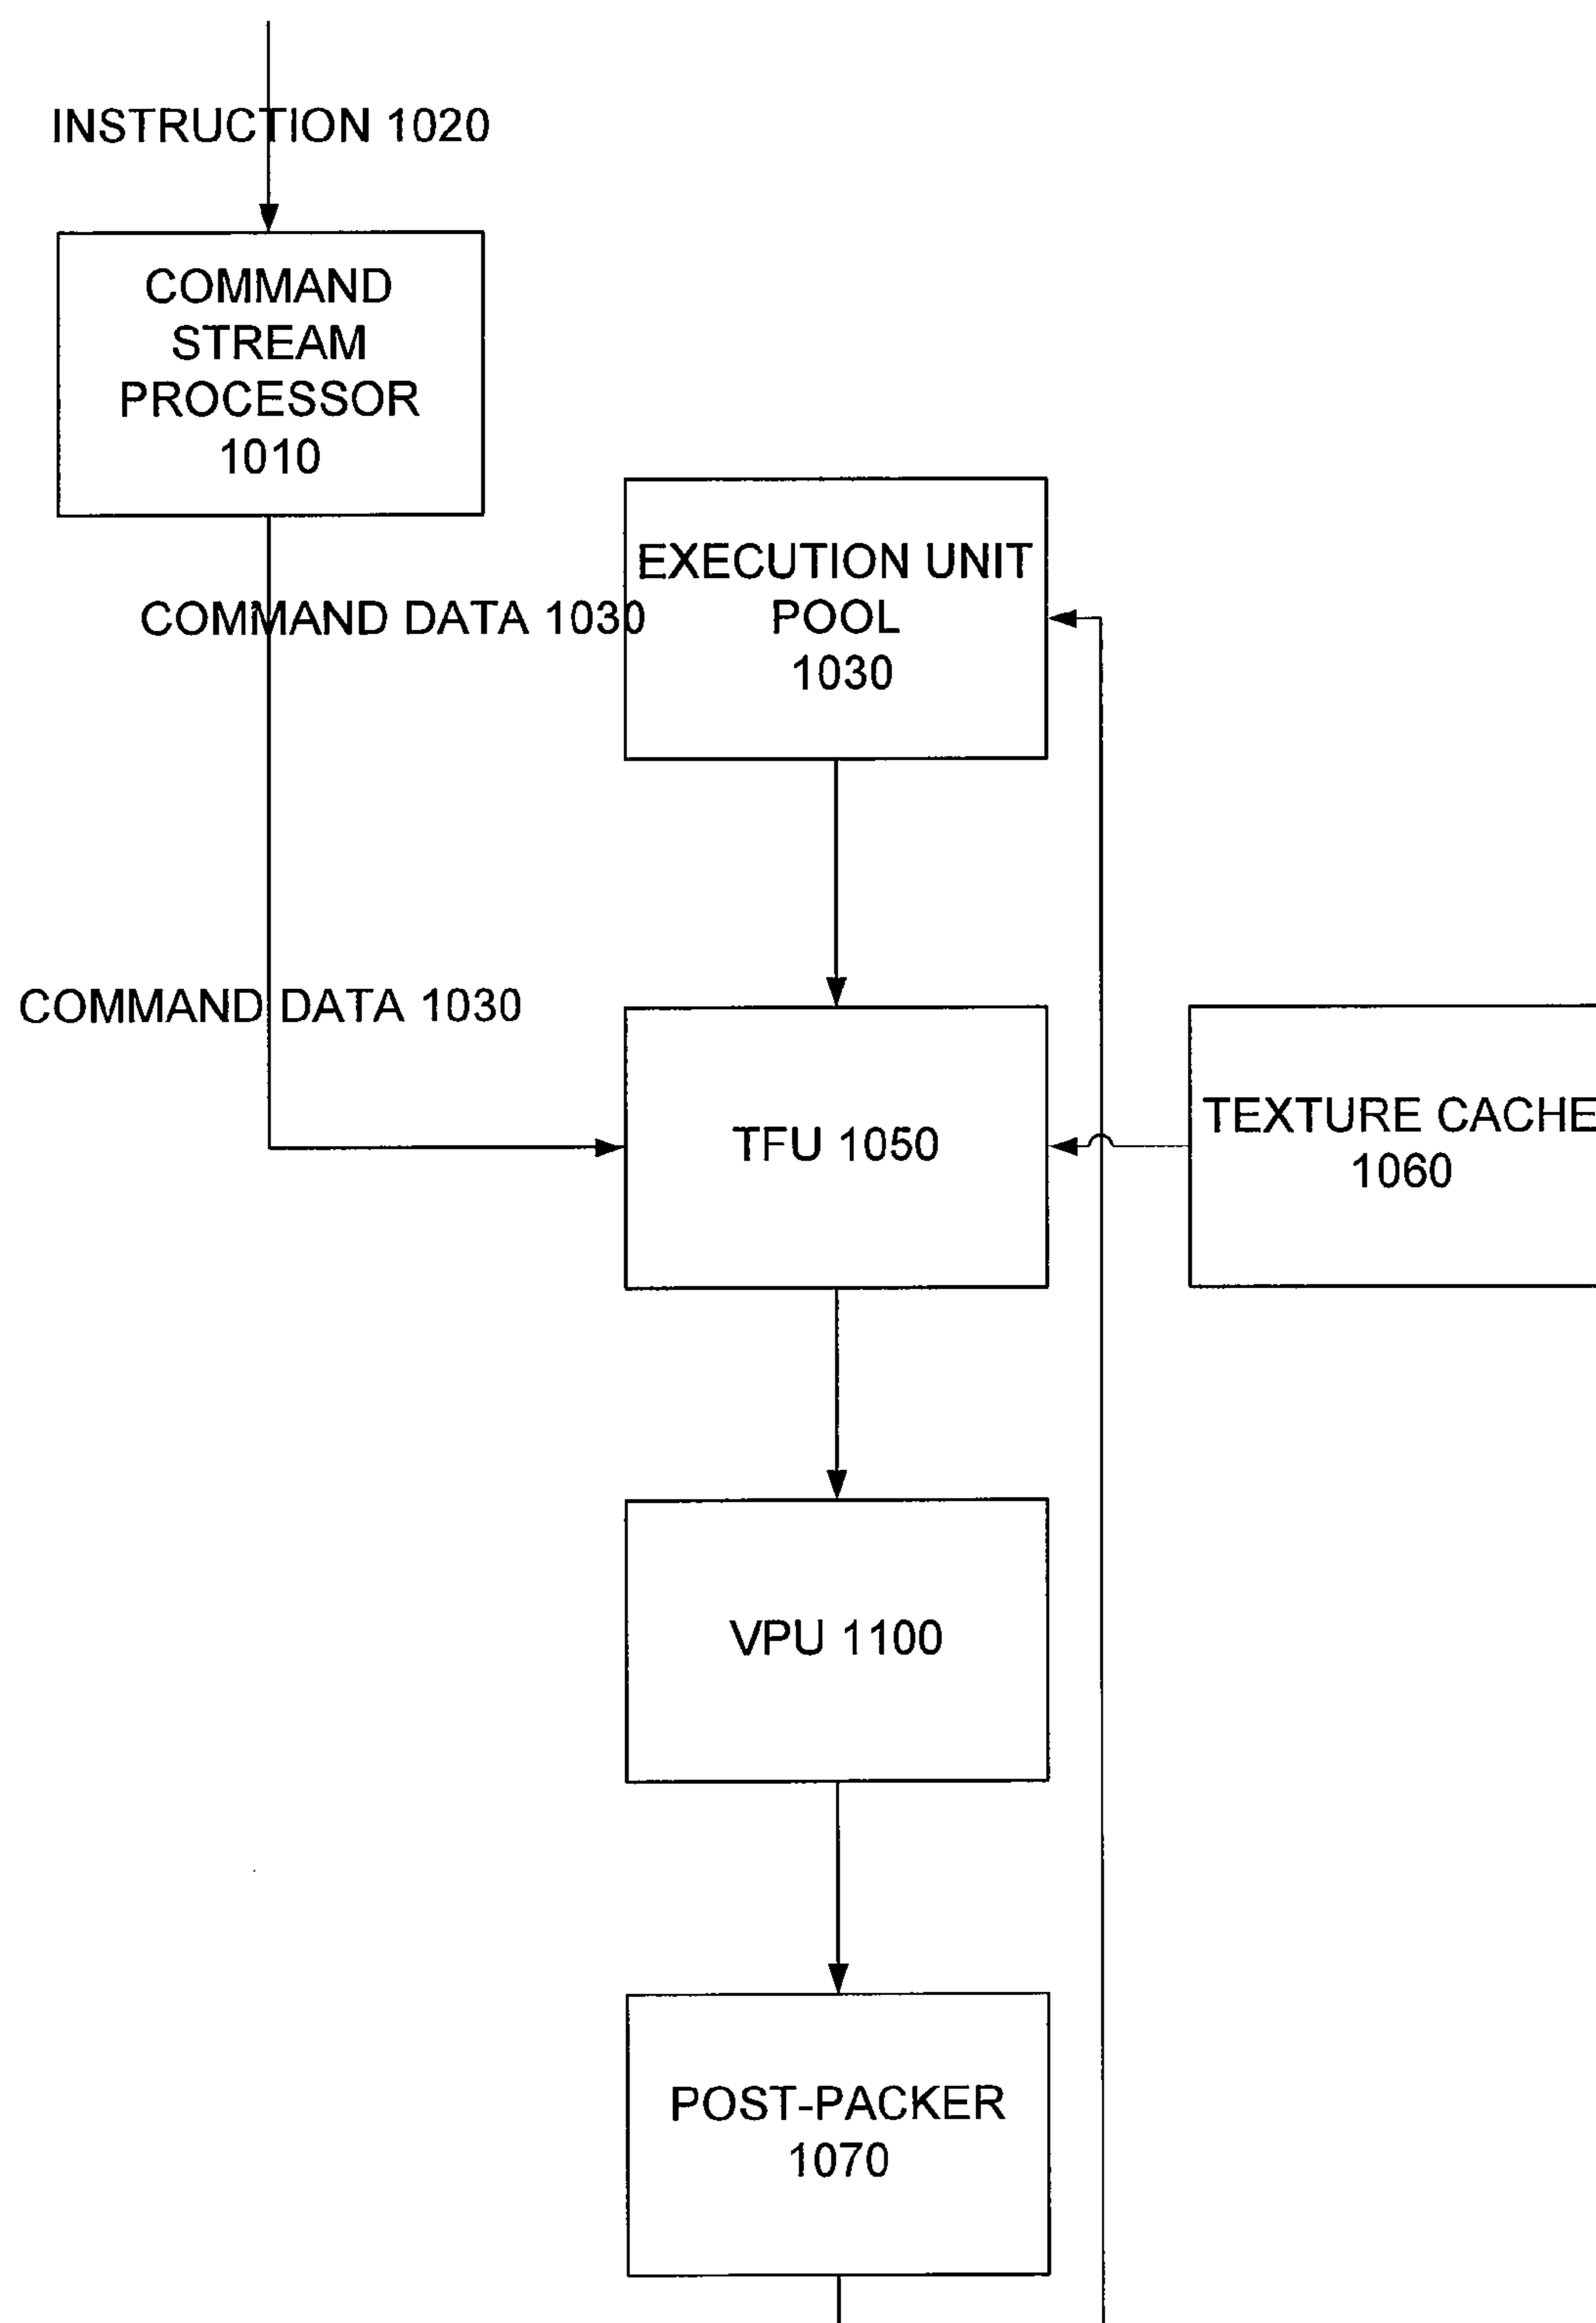 INSTRUCTION 1020
COMMAND
STREAM
PROCESSOR
1010
EXECUTION UNIT
POOL
1030
COMMAND DATA 1030
COMMAND DATA 1030
TFU 1050
TEXTURE CACHE
1060
VPU 1100
POST-PACKER
1070